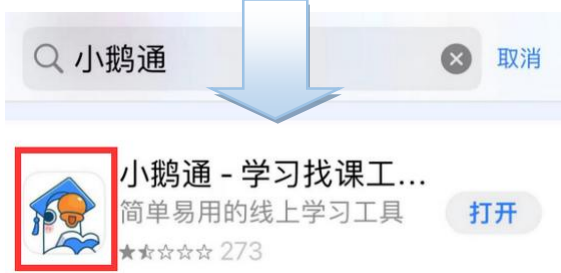 小鹅通
取消
小鹅通 - 学习找课工...
简单易用的线上学习工具
打开
273